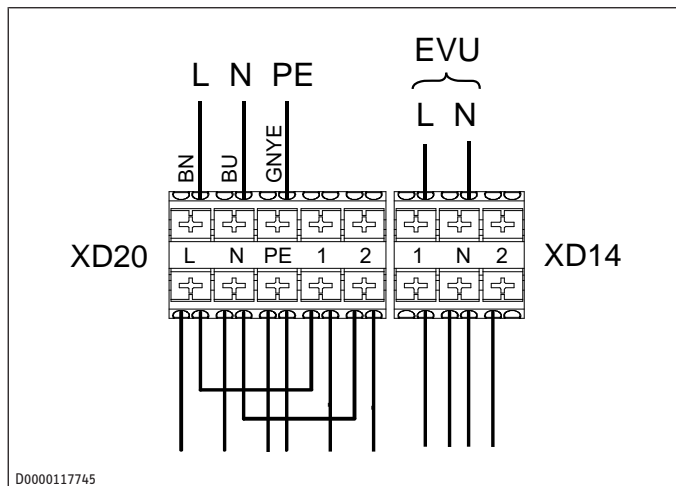 EVU
L N PE
L N
BN BU GNYE
XD20
L N PE 1 2
1 N 2
XD14
D0000117745